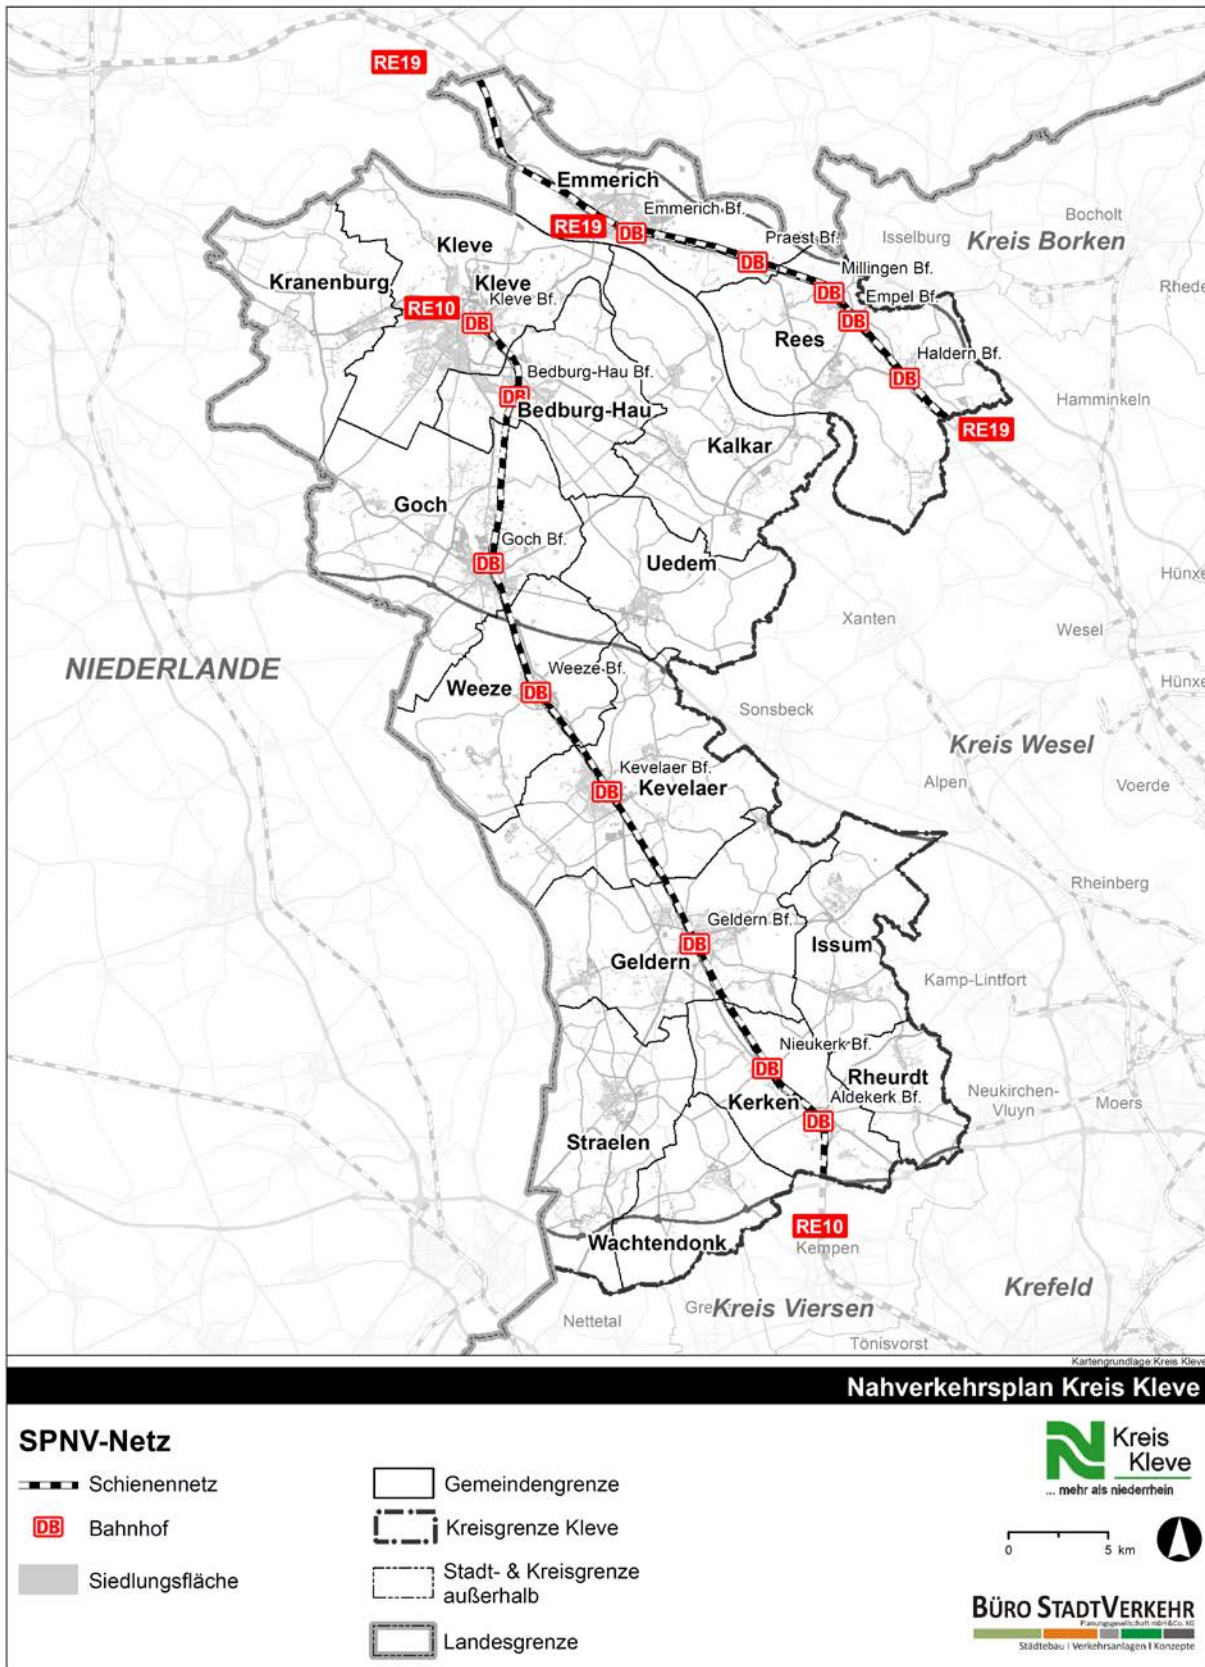 RE19
Emmerich
Emmerich Bf.
RE19
DB
Bocholt
Isselburg
Kreis Borken
Praest Bf.
DB
Millingen Bf.
Rhede
Kleve
Kranenburg
Kleve
Kleve Bf.
RE10
DB
DB
Empel Bf.
DB
Rees
Haldern Bf.
DB
Bedburg-Hau Bf.
DB
Bedburg-Hau
Hamminkeln
RE19
Kalkar
Goch
Goch Bf.
DB
Uedem
Hünxe
Xanten
Wesel
NIEDERLANDE
Weeze Bf.
Weeze
DB
Hünxe
Sonsbeck
Kreis Wesel
Kevelaer Bf.
DB
Kevelaer
Alpen
Voerde
Rheinberg
Geldern Bf.
DB
Geldern
Issum
Kamp-Lintfort
Nieukerk Bf.
DB
Rheurdt
Kerken
Aldekerk Bf.
DB
Neukirchen-
Vluyn
Moers
Straelen
RE10
Wachtendonk
Kempen
Krefeld
Gre
Kreis Viersen
Nettetal
Tönisvorst
Kartengrundlage:Kreis Kleve
Nahverkehrsplan Kreis Kleve
SPNV-Netz
Schienennetz
DB
Bahnhof
Siedlungsfläche
Gemeindengrenze
Kreisgrenze Kleve
Stadt- & Kreisgrenze
außerhalb
Landesgrenze
Kreis
Kleve
... mehr als niederrhein
0 5 km
BÜRO STADTVERKEHR
Planungsgesellschaft mbH&Co. KG
Städtebau I Verkehrsanlagen I Konzepte